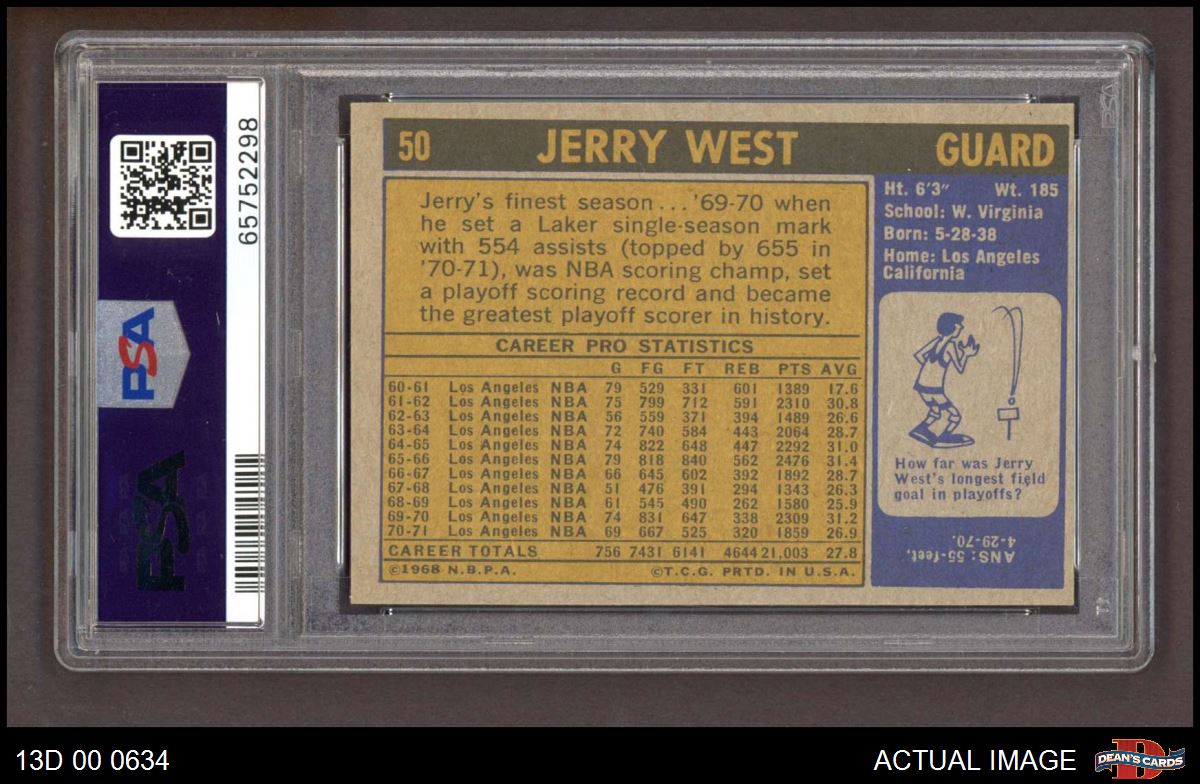 65752298
PSA
PSA
50 JERRY WEST GUARD
Jerry's finest season...'69-70 when
he set a Laker single-season mark
with 554 assists (topped by 655 in
'70-71), was NBA scoring champ, set
a playoff scoring record and became
the greatest playoff scorer in history.
CAREER PRO STATISTICS
G FG FT REB PTS AVG
60-61 Los Angeles NBA 79 529 331 601 1389 17.6
61-62 Los Angeles NBA 75 799 712 591 2310 30.8
62-63 Los Angeles NBA 56 559 371 394 1489 26.6
63-64 Los Angeles NBA 72 740 584 443 2064 28.7
64-65 Los Angeles NBA 74 822 648 447 2292 31.0
65-66 Los Angeles NBA 79 818 840 562 2476 31.4
66-67 Los Angeles NBA 66 645 602 392 1892 28.7
67-68 Los Angeles NBA 51 476 391 294 1343 26.3
68-69 Los Angeles NBA 61 545 490 262 1580 25.9
69-70 Los Angeles NBA 74 831 647 338 2309 31.2
70-71 Los Angeles NBA 69 667 525 320 1859 26.9
CAREER TOTALS 756 7431 6141 4644 21,003 27.8
©1968 N.B.P.A. ©T.C.G. PRTD. IN U.S.A.
Ht. 6'3" Wt. 185
School: W. Virginia
Born: 5-28-38
Home: Los Angeles
California
How far was Jerry
West's longest field
goal in playoffs?
ANS: 55-feet,
4-29-70.
13D 00 0634
ACTUAL IMAGE
D
DEAN'S CARDS